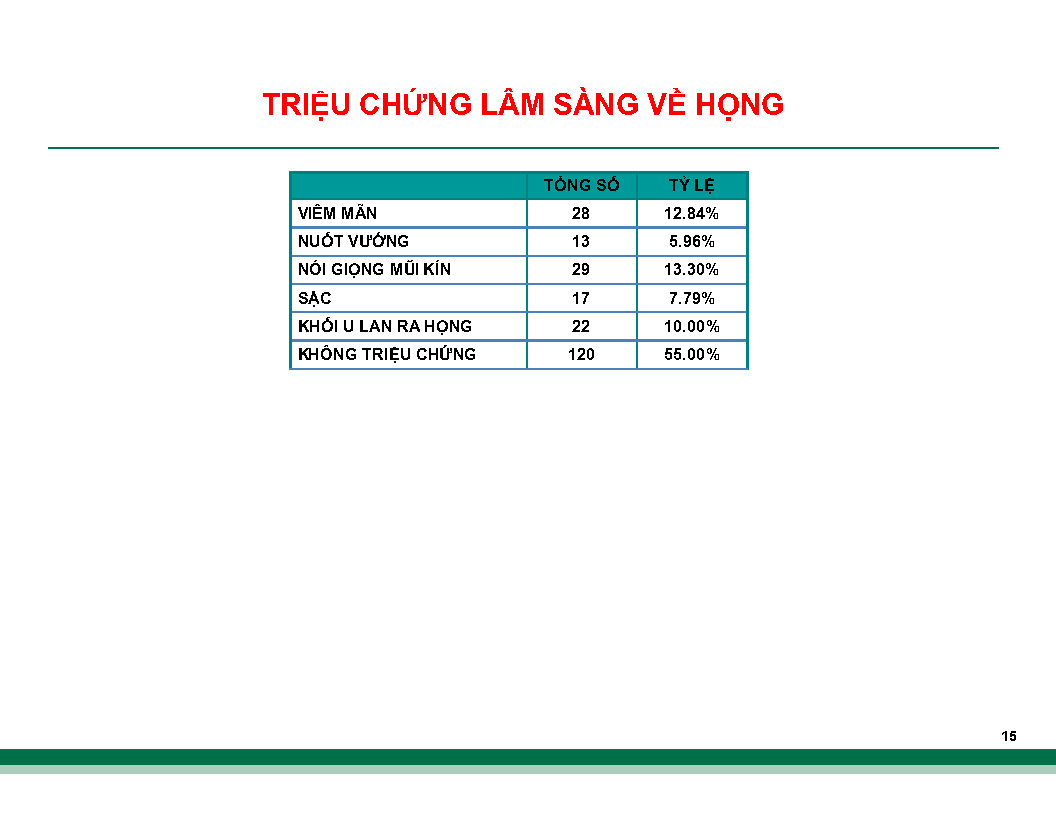 TRIỆU CHỨNG LÂM SÀNG VỀ HỌNG
TỔNG SỐ TỶ LỆ
VIÊM MÃN 28 12.84%
NUỐT VƯỚNG 13 5.96%
NÓI GIỌNG MŨI KÍN 29 13.30%
SẶC 17 7.79%
KHỐI U LAN RA HỌNG 22 10.00%
KHÔNG TRIỆU CHỨNG 120 55.00%
15